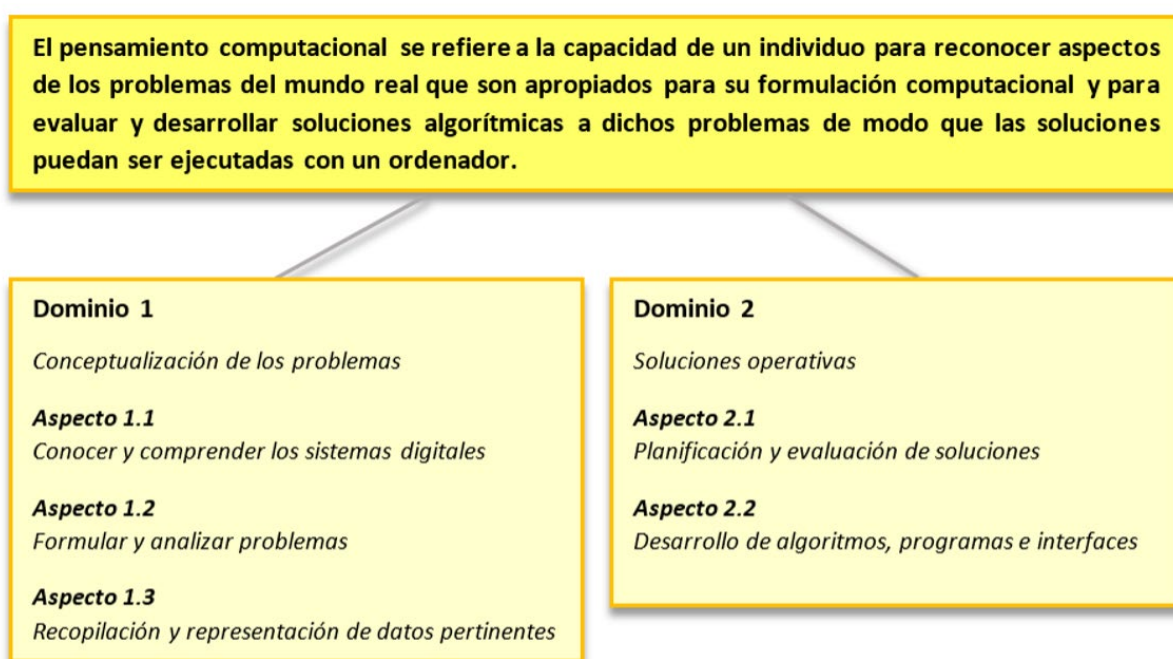 El pensamiento computacional se refiere a la capacidad de un individuo para reconocer aspectos
de los problemas del mundo real que son apropiados para su formulación computacional y para
evaluar y desarrollar soluciones algorítmicas a dichos problemas de modo que las soluciones
puedan ser ejecutadas con un ordenador.
Dominio 1
Conceptualización de los problemas
Aspecto 1.1
Conocer y comprender los sistemas digitales
Aspecto 1.2
Formular y analizar problemas
Aspecto 1.3
Recopilación y representación de datos pertinentes
Dominio 2
Soluciones operativas
Aspecto 2.1
Planificación y evaluación de soluciones
Aspecto 2.2
Desarrollo de algoritmos, programas e interfaces